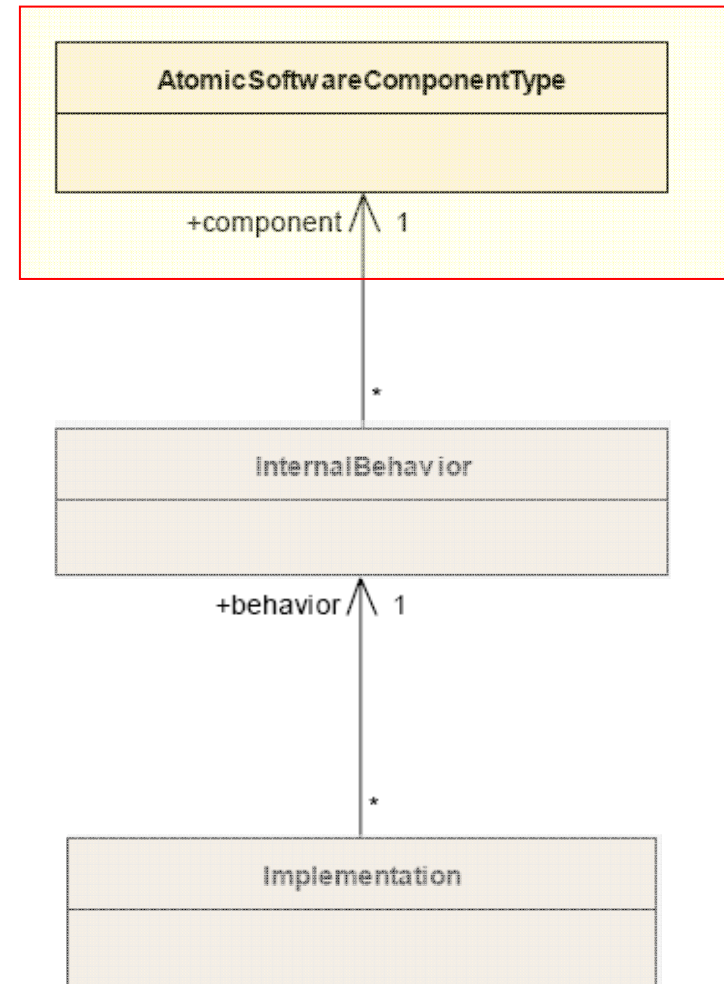 AtomicSoftwareComponentType
+component 1
*
InternalBehavior
+behavior 1
*
Implementation